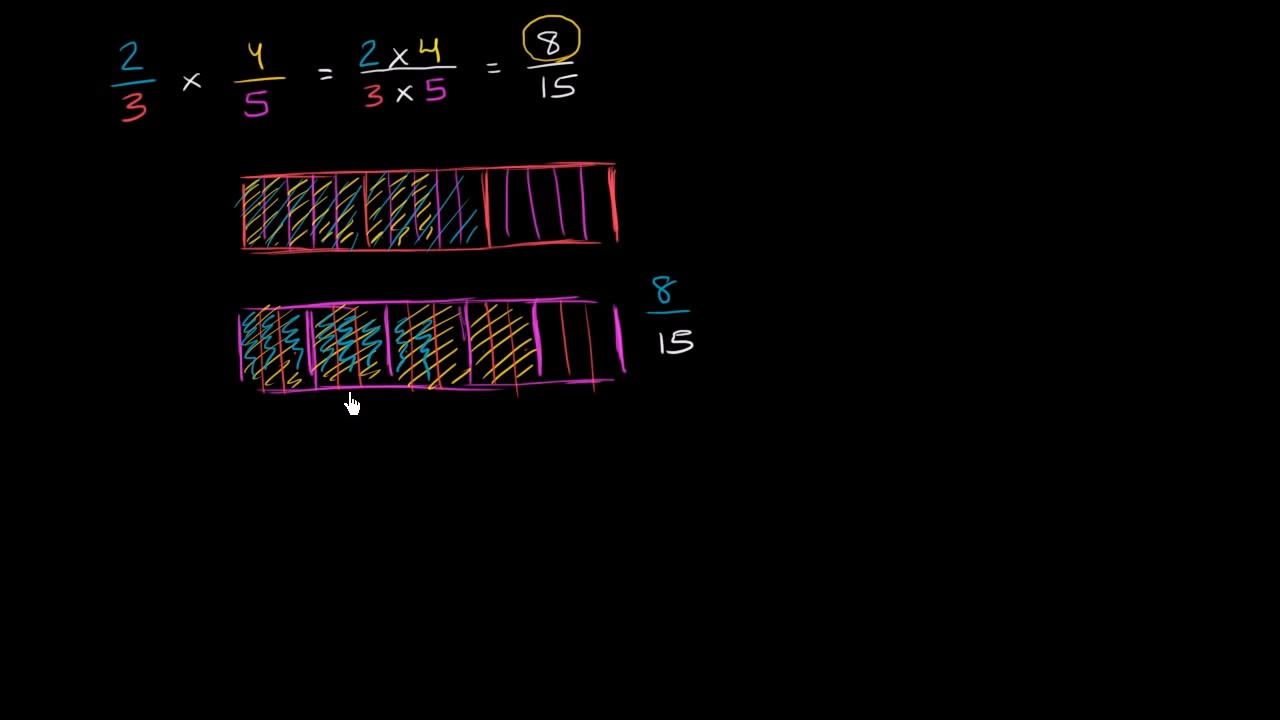 2/3 × 4/5 = 2 × 4/3 × 5 = 8/15
8/15